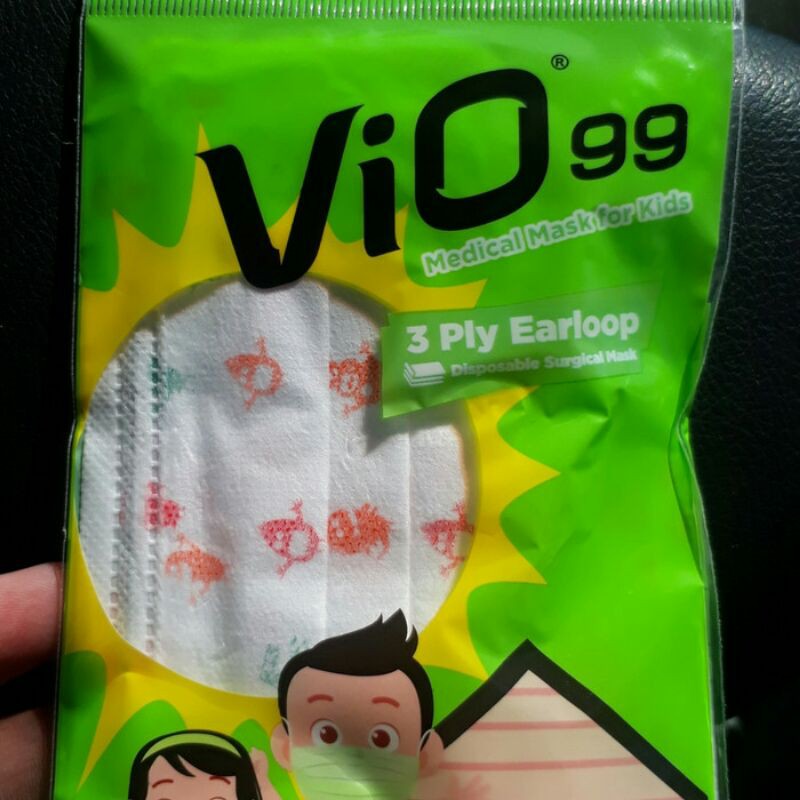 ViO 99®
Medical Mask for Kids
3 Ply Earloop
Disposable Surgical Mask